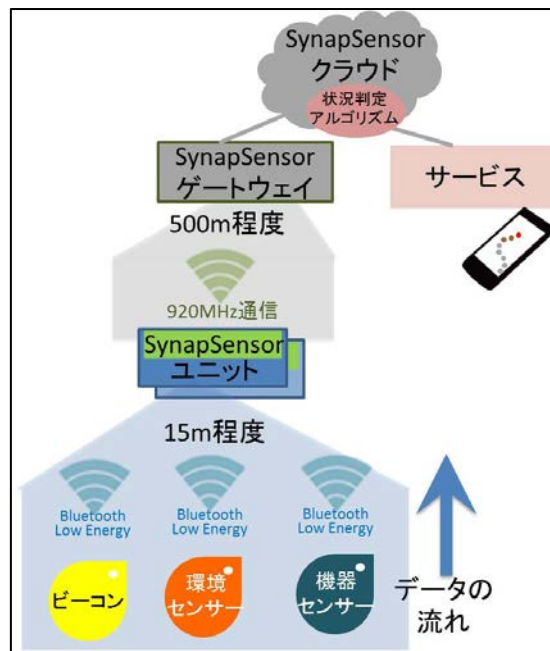 SynapSensor
クラウド
状況判定
アルゴリズム
SynapSensor
ゲートウェイ
サービス
500m程度
920MHz通信
SynapSensor
ユニット
15m程度
Bluetooth
Low Energy
Bluetooth
Low Energy
Bluetooth
Low Energy
ビーコン
環境
センサー
機器
センサー
データの
流れ